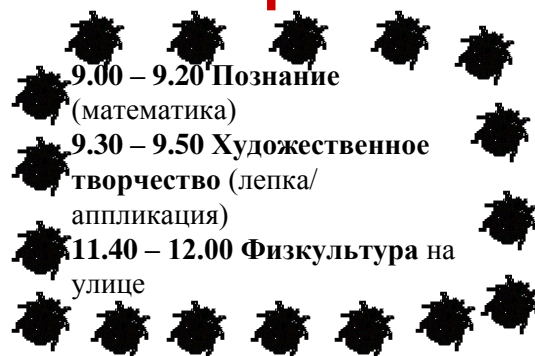 9.00 – 9.20 Познание
(математика)
9.30 – 9.50 Художественное
творчество (лепка/
аппликация)
11.40 – 12.00 Физкультура на
улице